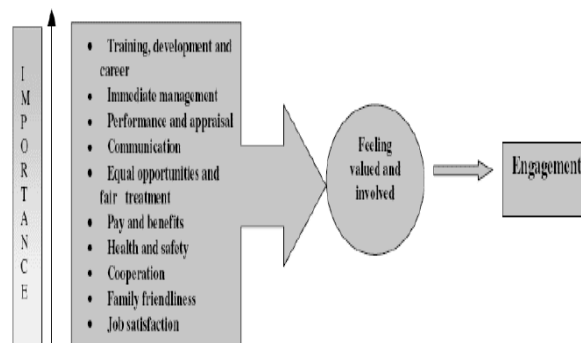 IMPORTANCE
• Training, development and
career
• Immediate management
• Performance and appraisal
• Communication
• Equal opportunities and
fair treatment
• Pay and benefits
• Health and safety
• Cooperation
• Family friendliness
• Job satisfaction
Feeling
valued and
involved
Engagement